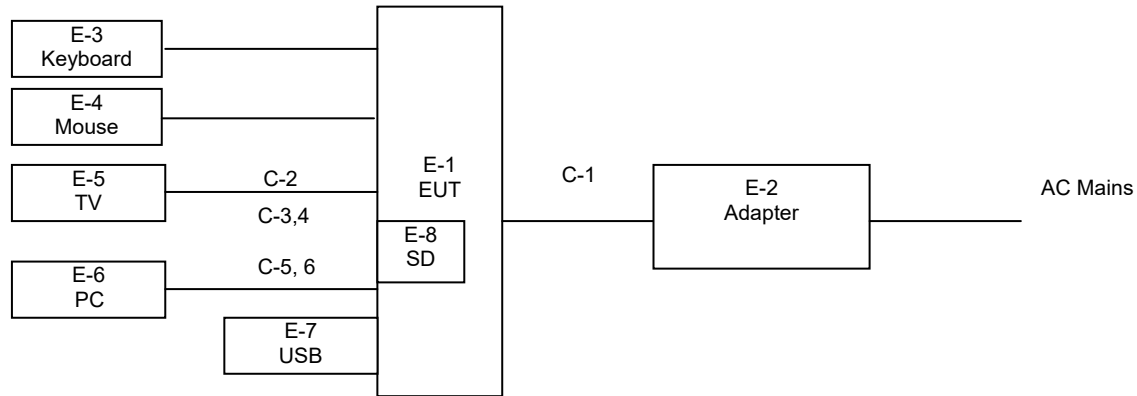 E-3
Keyboard
E-4
Mouse
E-5
TV
C-2
C-3,4
E-6
PC
C-5, 6
E-7
USB
E-1
EUT
E-8
SD
C-1
E-2
Adapter
AC Mains